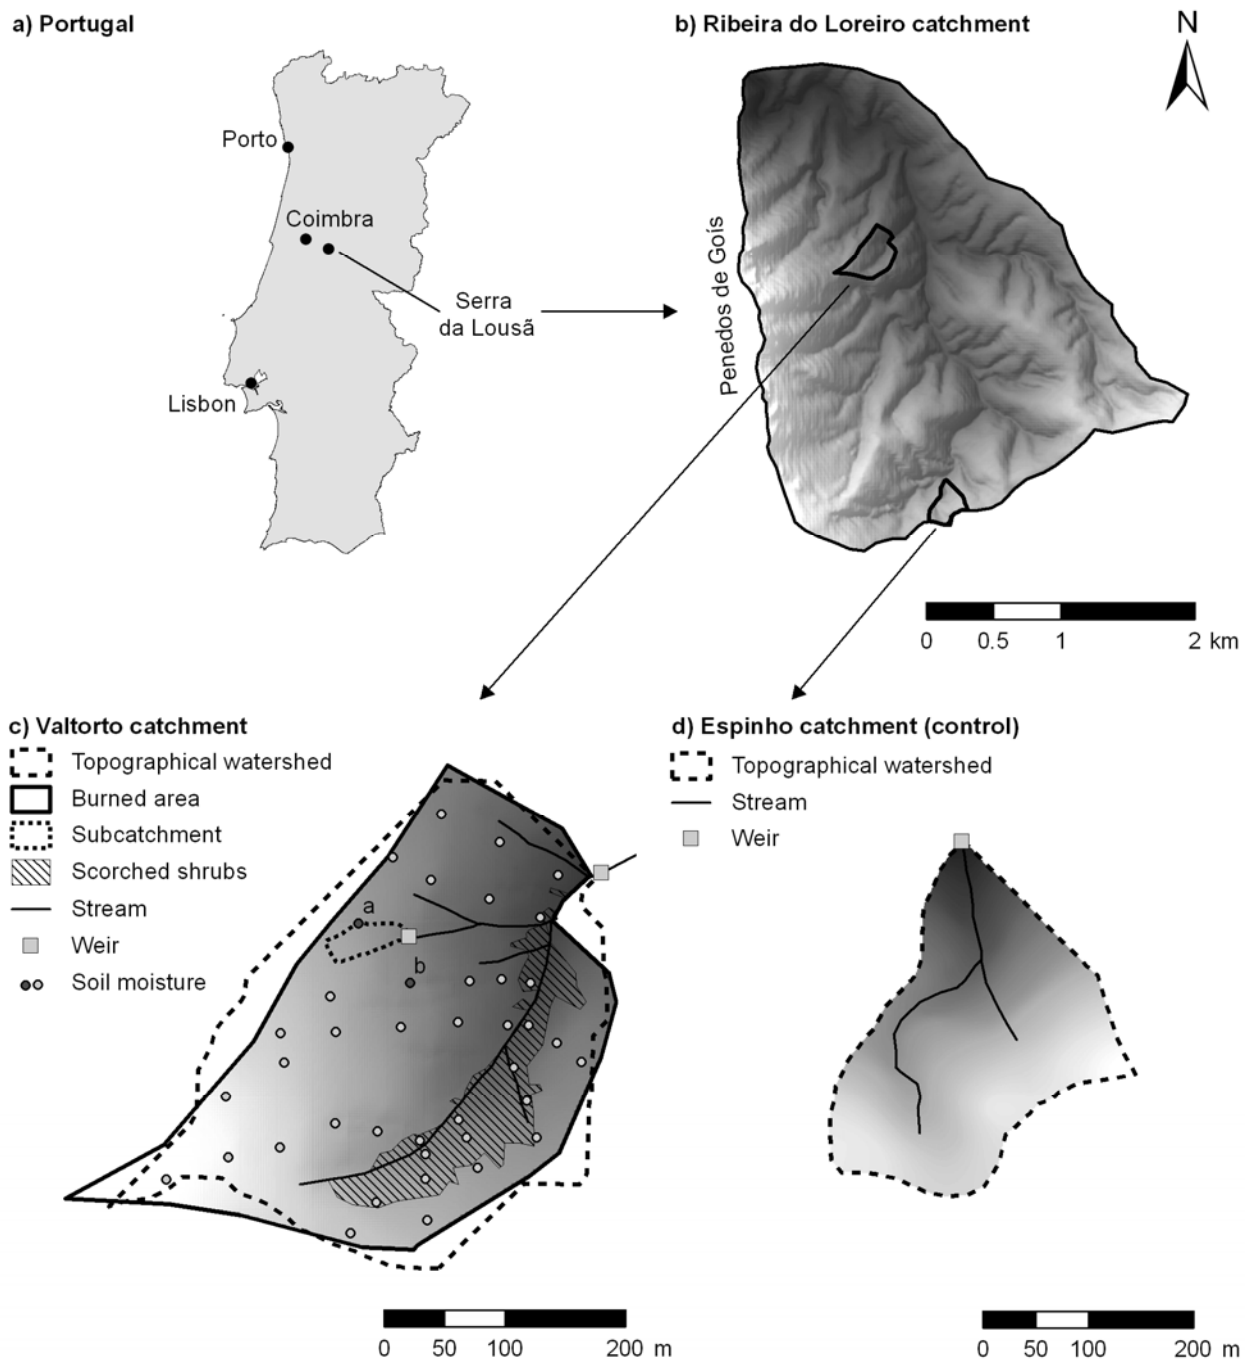 a) Portugal
Porto
Coimbra
Serra
da Lousã
Lisbon
b) Ribeira do Loreiro catchment
N
Penedos de Gois
0 0.5 1 2 km
c) Valtorto catchment
Topographical watershed
Burned area
Subcatchment
Scorched shrubs
Stream
Weir
Soil moisture
a
b
0 50 100 200 m
d) Espinho catchment (control)
Topographical watershed
Stream
Weir
0 50 100 200 m